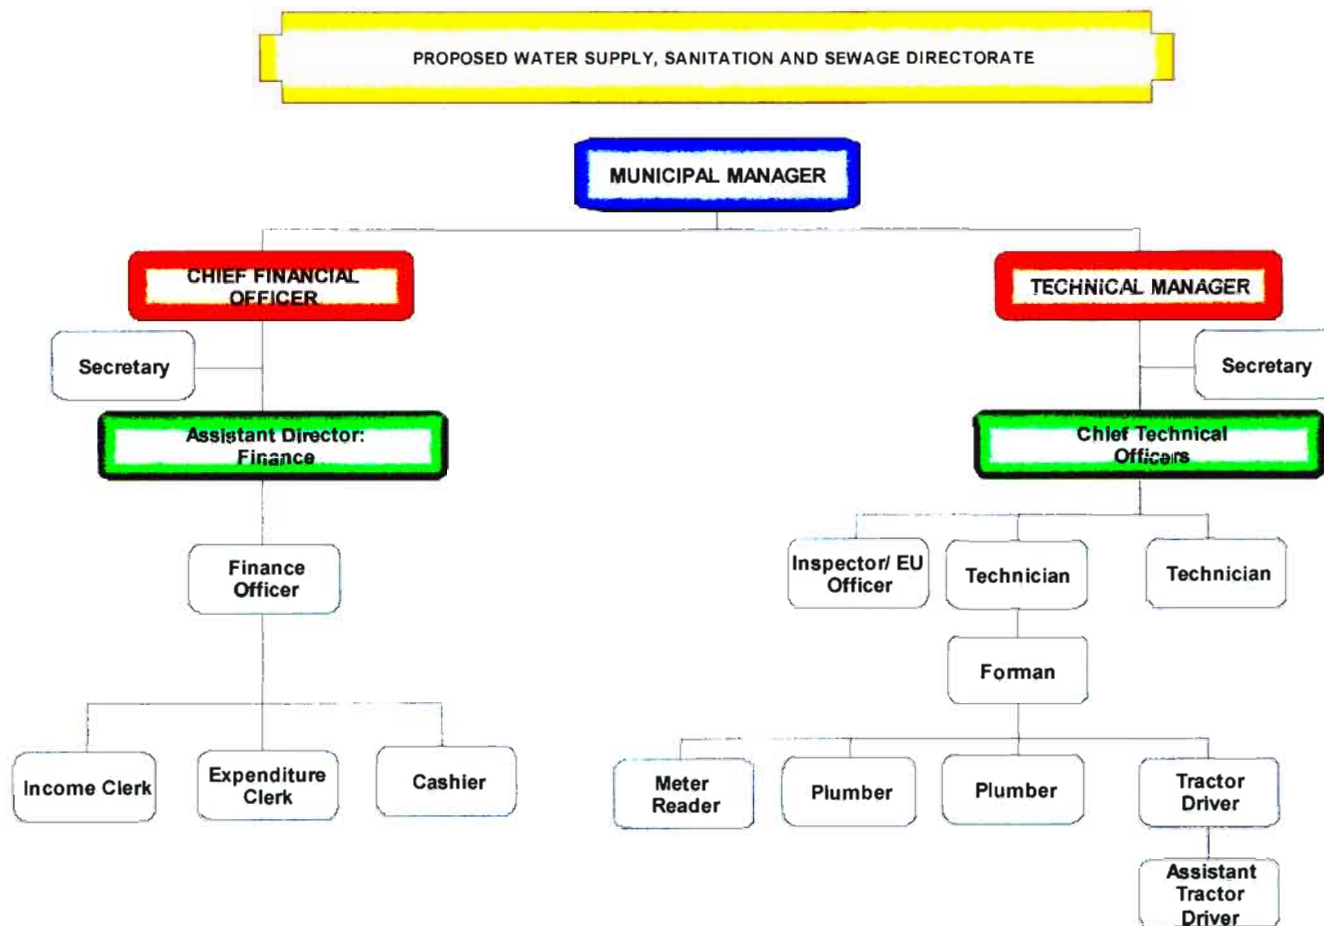 PROPOSED WATER SUPPLY, SANITATION AND SEWAGE DIRECTORATE
MUNICIPAL MANAGER
CHIEF FINANCIAL
OFFICER
TECHNICAL MANAGER
Secretary
Secretary
Assistant Director:
Finance
Chief Technical
Officers
Finance
Officer
Inspector/ EU
Officer
Technician
Technician
Forman
Income Clerk
Expenditure
Clerk
Cashier
Meter
Reader
Plumber
Plumber
Tractor
Driver
Assistant
Tractor
Driver